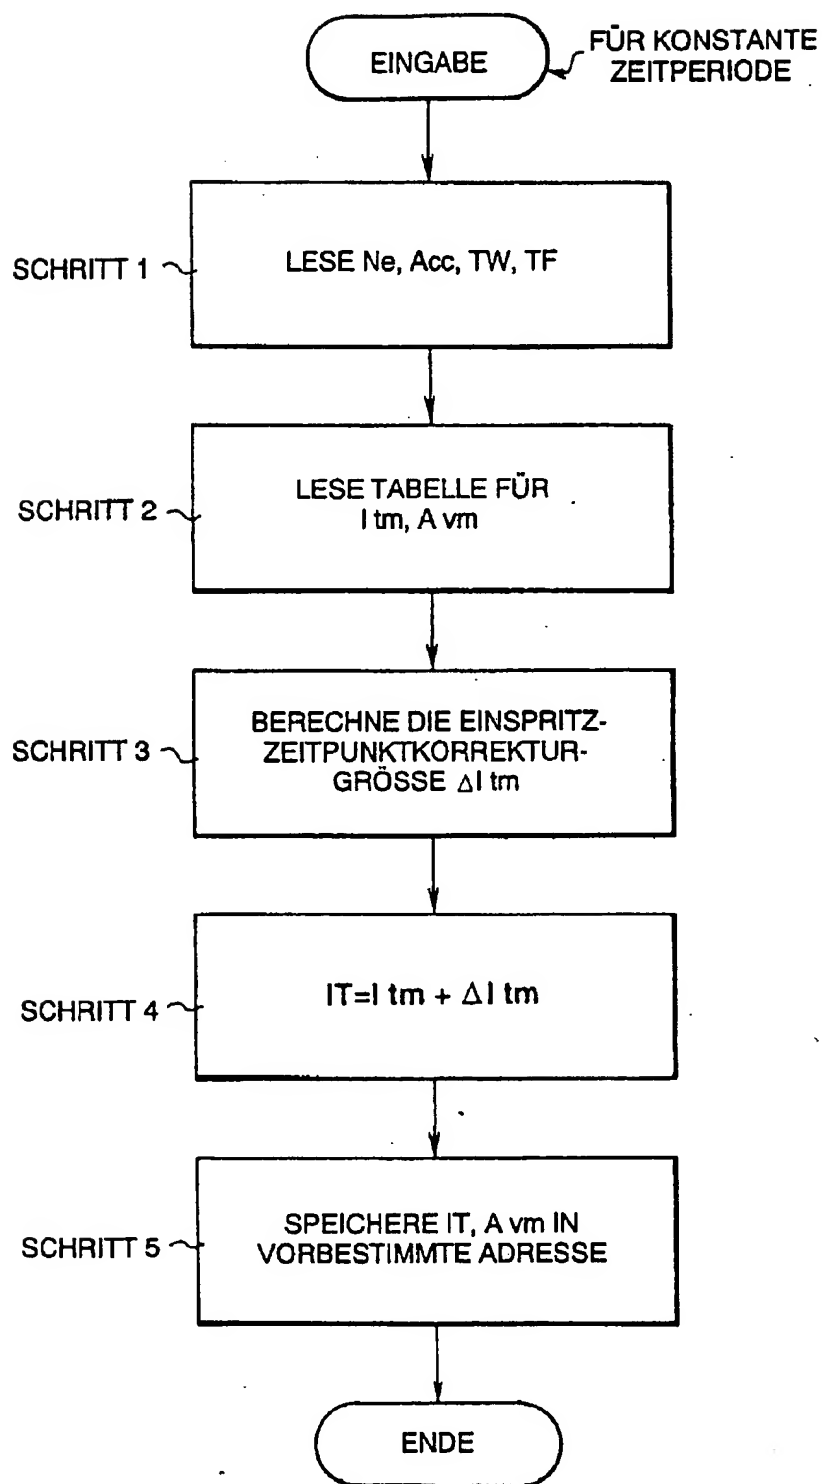 EINGABE
FÜR KONSTANTE
ZEITPERIODE
SCHRITT 1
LESE Ne, Acc, TW, TF
SCHRITT 2
LESE TABELLE FÜR
I tm, A vm
SCHRITT 3
BERECHNE DIE EINSPRITZ-
ZEITPUNKTKORREKTUR-
GRÖSSE ΔI tm
SCHRITT 4
IT=I tm + ΔI tm
SCHRITT 5
SPEICHERE IT, A vm IN
VORBESTIMMTE ADRESSE
ENDE